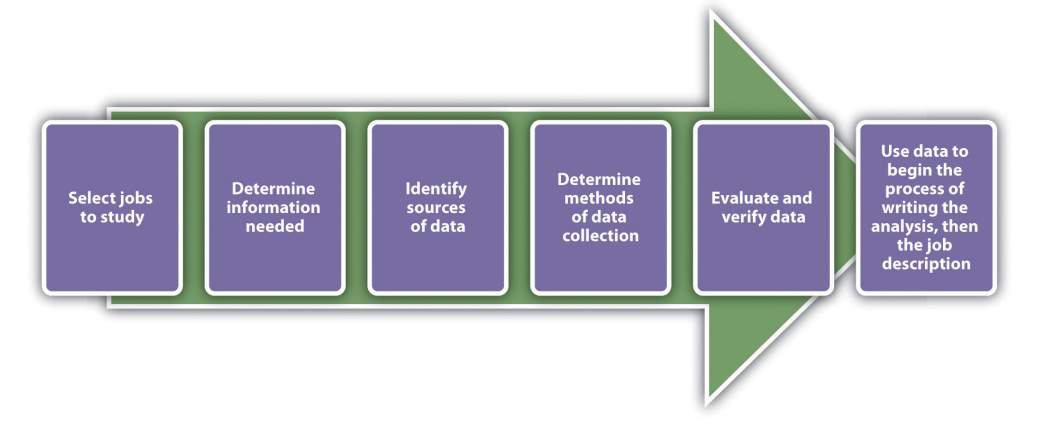 Select jobs
to study
Determine
information
needed
Identify
sources
of data
Determine
methods
of data
collection
Evaluate and
verify data
Use data to
begin the
process of
writing the
analysis, then
the job
description